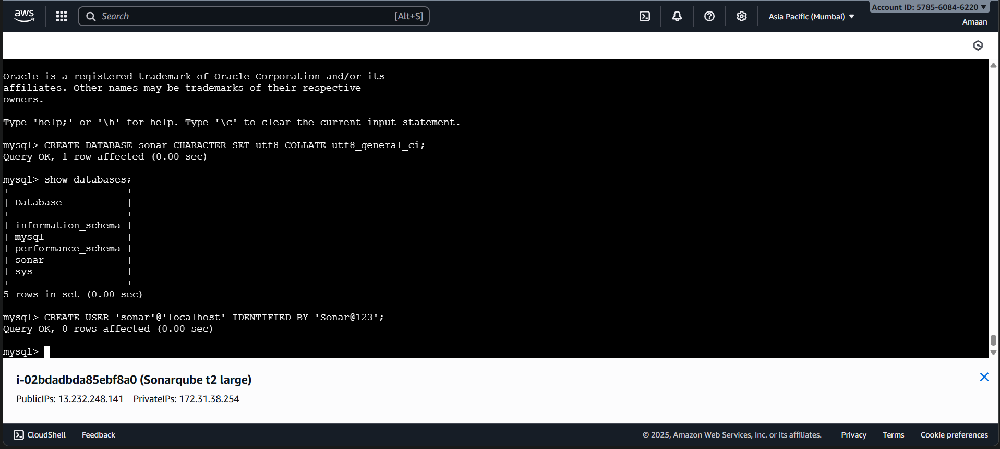 aws
Search [Alt+S]
Asia Pacific (Mumbai) ▼
Account ID: 5785-6084-6220 ▼
Amaan
Oracle is a registered trademark of Oracle Corporation and/or its
affiliates. Other names may be trademarks of their respective
owners.
Type 'help;' or '\h' for help. Type '\c' to clear the current input statement.
mysql> CREATE DATABASE sonar CHARACTER SET utf8 COLLATE utf8_general_ci;
Query OK, 1 row affected (0.00 sec)
mysql> show databases;
+--------------------+
| Database           |
+--------------------+
| information_schema |
| mysql              |
| performance_schema |
| sonar              |
| sys                |
+--------------------+
5 rows in set (0.00 sec)
mysql> CREATE USER 'sonar'@'localhost' IDENTIFIED BY 'Sonar@123';
Query OK, 0 rows affected (0.00 sec)
mysql>
i-02bdadbda85ebf8a0 (Sonarqube t2 large)
PublicIPs: 13.232.248.141 PrivateIPs: 172.31.38.254
CloudShell Feedback © 2025, Amazon Web Services, Inc. or its affiliates. Privacy Terms Cookie preferences